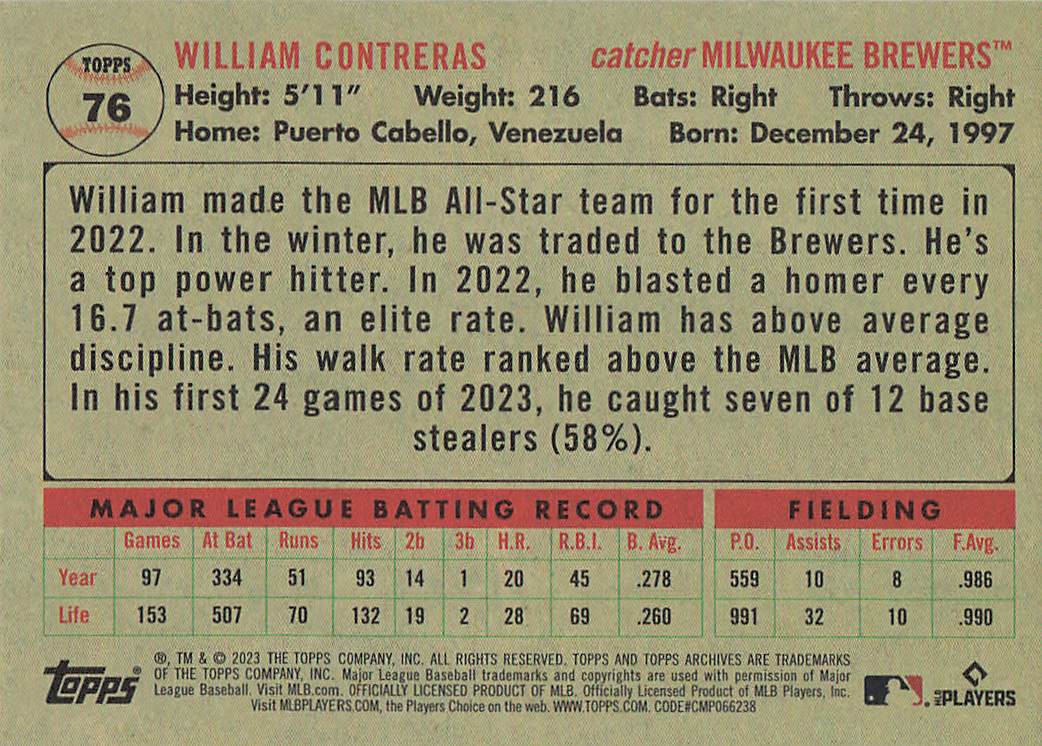 TOPPS
76
WILLIAM CONTRERAS catcher MILWAUKEE BREWERS™
Height: 5'11" Weight: 216 Bats: Right Throws: Right
Home: Puerto Cabello, Venezuela Born: December 24, 1997
William made the MLB All-Star team for the first time in
2022. In the winter, he was traded to the Brewers. He's
a top power hitter. In 2022, he blasted a homer every
16.7 at-bats, an elite rate. William has above average
discipline. His walk rate ranked above the MLB average.
In his first 24 games of 2023, he caught seven of 12 base
stealers (58%).
MAJOR LEAGUE BATTING RECORD FIELDING
Games At Bat Runs Hits 2b 3b H.R. R.B.I. B. Avg. P.O. Assists Errors F.Avg.
Year 97 334 51 93 14 1 20 45 .278 559 10 8 .986
Life 153 507 70 132 19 2 28 69 .260 991 32 10 .990
®, TM & © 2023 THE TOPPS COMPANY, INC. ALL RIGHTS RESERVED. TOPPS AND TOPPS ARCHIVES ARE TRADEMARKS
OF THE TOPPS COMPANY, INC. Major League Baseball trademarks and copyrights are used with permission of Major
League Baseball. Visit MLB.com. OFFICIALLY LICENSED PRODUCT OF MLB. Officially Licensed Product of MLB Players, Inc.
Visit MLBPLAYERS.COM, the Players Choice on the web. WWW.TOPPS.COM. CODE#CMP066238
Topps®
MLB PLAYERS